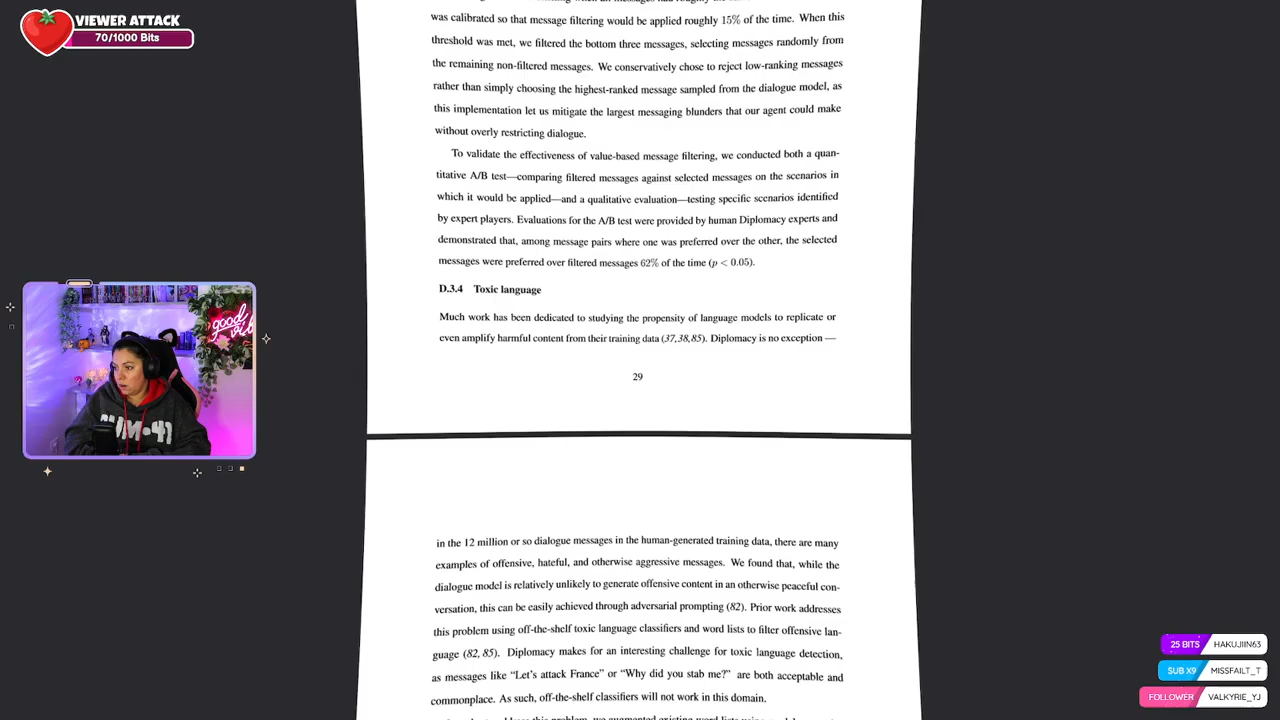 VIEWER ATTACK
70/1000 Bits
was calibrated so that message filtering would be applied roughly 15% of the time. When this
threshold was met, we filtered the bottom three messages, selecting messages randomly from
the remaining non-filtered messages. We conservatively chose to reject low-ranking messages
rather than simply choosing the highest-ranked message sampled from the dialogue model, as
this implementation let us mitigate the largest messaging blunders that our agent could make
without overly restricting dialogue.
To validate the effectiveness of value-based message filtering, we conducted both a quan-
titative A/B test—comparing filtered messages against selected messages on the scenarios in
which it would be applied—and a qualitative evaluation—testing specific scenarios identified
by expert players. Evaluations for the A/B test were provided by human Diplomacy experts and
demonstrated that, among message pairs where one was preferred over the other, the selected
messages were preferred over filtered messages 62% of the time (p < 0.05).
D.3.4 Toxic language
Much work has been dedicated to studying the propensity of language models to replicate or
even amplify harmful content from their training data (37,38,85). Diplomacy is no exception —
29
in the 12 million or so dialogue messages in the human-generated training data, there are many
examples of offensive, hateful, and otherwise aggressive messages. We found that, while the
dialogue model is relatively unlikely to generate offensive content in an otherwise peaceful con-
versation, this can be easily achieved through adversarial prompting (82). Prior work addresses
this problem using off-the-shelf toxic language classifiers and word lists to filter offensive lan-
guage (82, 85). Diplomacy makes for an interesting challenge for toxic language detection,
as messages like “Let's attack France” or “Why did you stab me?” are both acceptable and
commonplace. As such, off-the-shelf classifiers will not work in this domain.
good
25 BITS HAKUJIIN63
SUB X9 MISSFAILT_T
FOLLOWER VALKYRIE_YJ